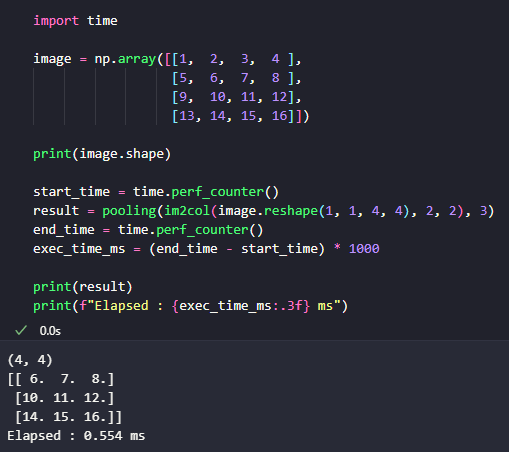 import time
image = np.array([[1, 2, 3, 4 ],
[5, 6, 7, 8 ],
[9, 10, 11, 12],
[13, 14, 15, 16]])
print(image.shape)
start_time = time.perf_counter()
result = pooling(im2col(image.reshape(1, 1, 4, 4), 2, 2), 3)
end_time = time.perf_counter()
exec_time_ms = (end_time - start_time) * 1000
print(result)
print(f"Elapsed : {exec_time_ms:.3f} ms")
0.0s
(4, 4)
[[ 6. 7. 8.]
[10. 11. 12.]
[14. 15. 16.]]
Elapsed : 0.554 ms